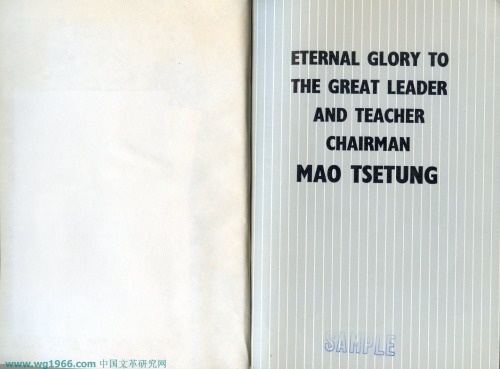 ETERNAL GLORY TO
THE GREAT LEADER
AND TEACHER
CHAIRMAN
MAO TSETUNG
SAMPLE
www.wg1966.com 中国文革研究网